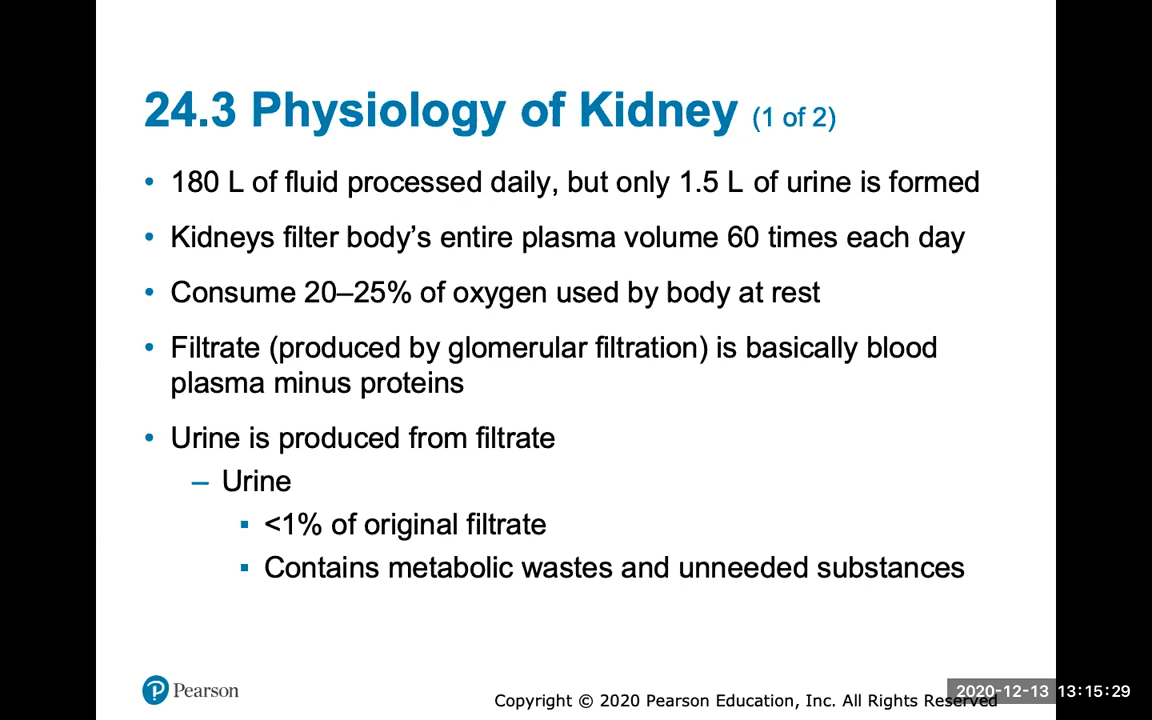 24.3 Physiology of Kidney (1 of 2)
• 180 L of fluid processed daily, but only 1.5 L of urine is formed
• Kidneys filter body’s entire plasma volume 60 times each day
• Consume 20–25% of oxygen used by body at rest
• Filtrate (produced by glomerular filtration) is basically blood
plasma minus proteins
• Urine is produced from filtrate
– Urine
▪ <1% of original filtrate
▪ Contains metabolic wastes and unneeded substances
P Pearson
Copyright © 2020 Pearson Education, Inc. All Rights Reserved
2020-12-13 13:15:29